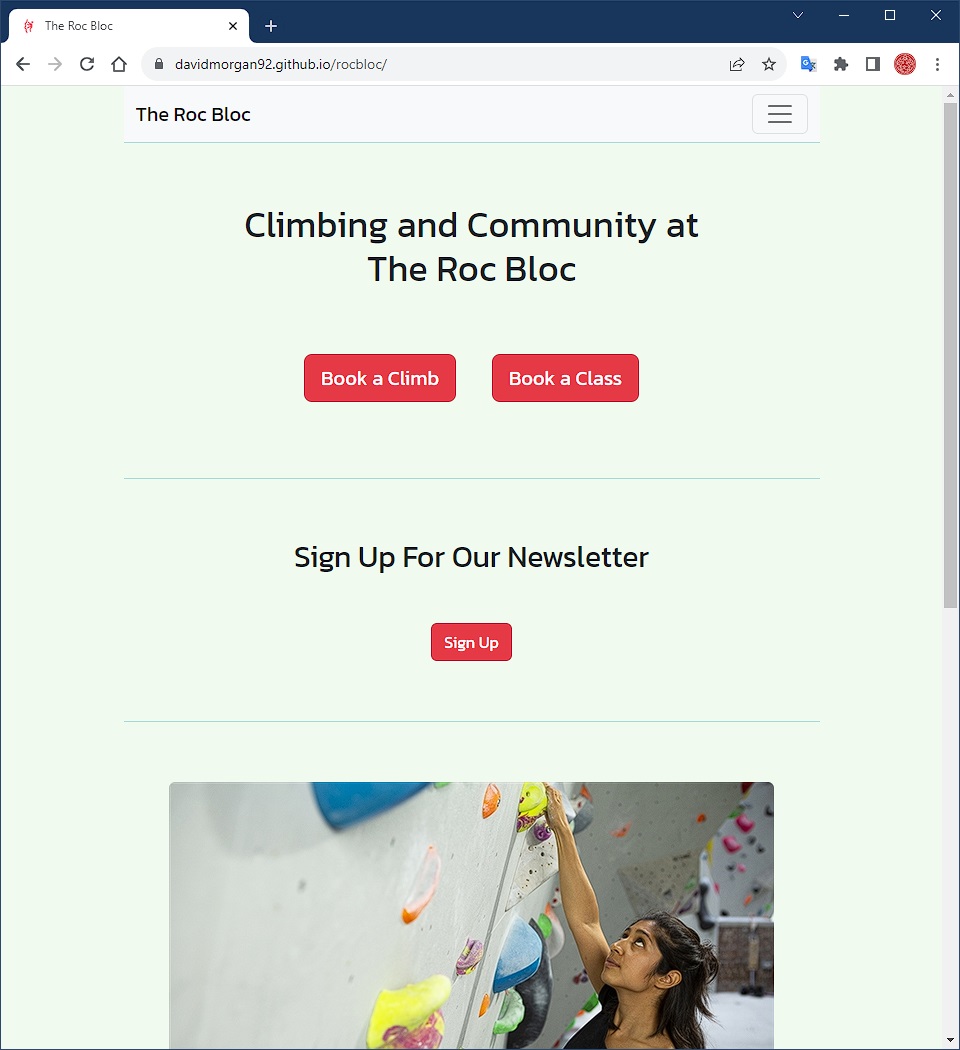 The Roc Bloc
davidmorgan92.github.io/rocbloc/
The Roc Bloc
Climbing and Community at
The Roc Bloc
Book a Climb
Book a Class
Sign Up For Our Newsletter
Sign Up